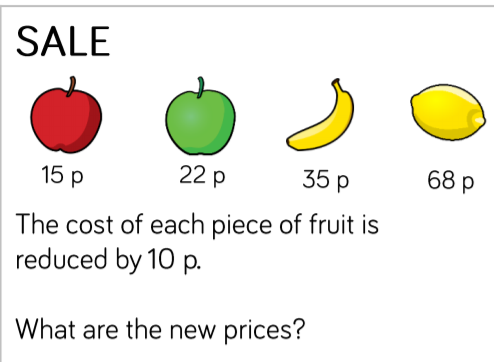 SALE
15 p 22 p 35 p 68 p
The cost of each piece of fruit is
reduced by 10 p.
What are the new prices?